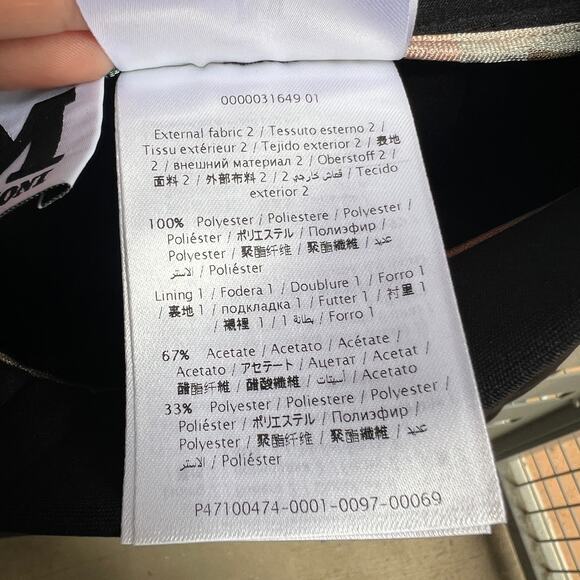 M
ONI
0000031649 01
External fabric 2 / Tessuto esterno 2 /
Tissu extérieur 2 / Tejido exterior 2 / 表地
2 / внешний материал 2 / Oberstoff 2 /
面料 2 / 外部布料 2 / 2 قماش خارجي / Tecido
exterior 2
100% Polyester / Poliestere / Polyester /
Poliéster / ポリエステル / Полиэфир /
Polyester / 聚酯纤维 / 聚酯纖維 / عديد
الاستر / Poliéster
Lining 1 / Fodera 1 / Doublure 1 / Forro 1
/ 裏地 1 / подкладка 1 / Futter 1 / 衬里 1
/ 襯裡 1 / 1 بطانة / Forro 1
67% Acetate / Acetato / Acétate /
Acetato / アセテート / Ацетат / Acetat /
醋酯纤维 / 醋酸纖維 / أسيتات / Acetato
33% Polyester / Poliestere / Polyester /
Poliéster / ポリエステル / Полиэфир /
Polyester / 聚酯纤维 / 聚酯纖維 / عديد
الاستر / Poliéster
P47100474-0001-0097-00069